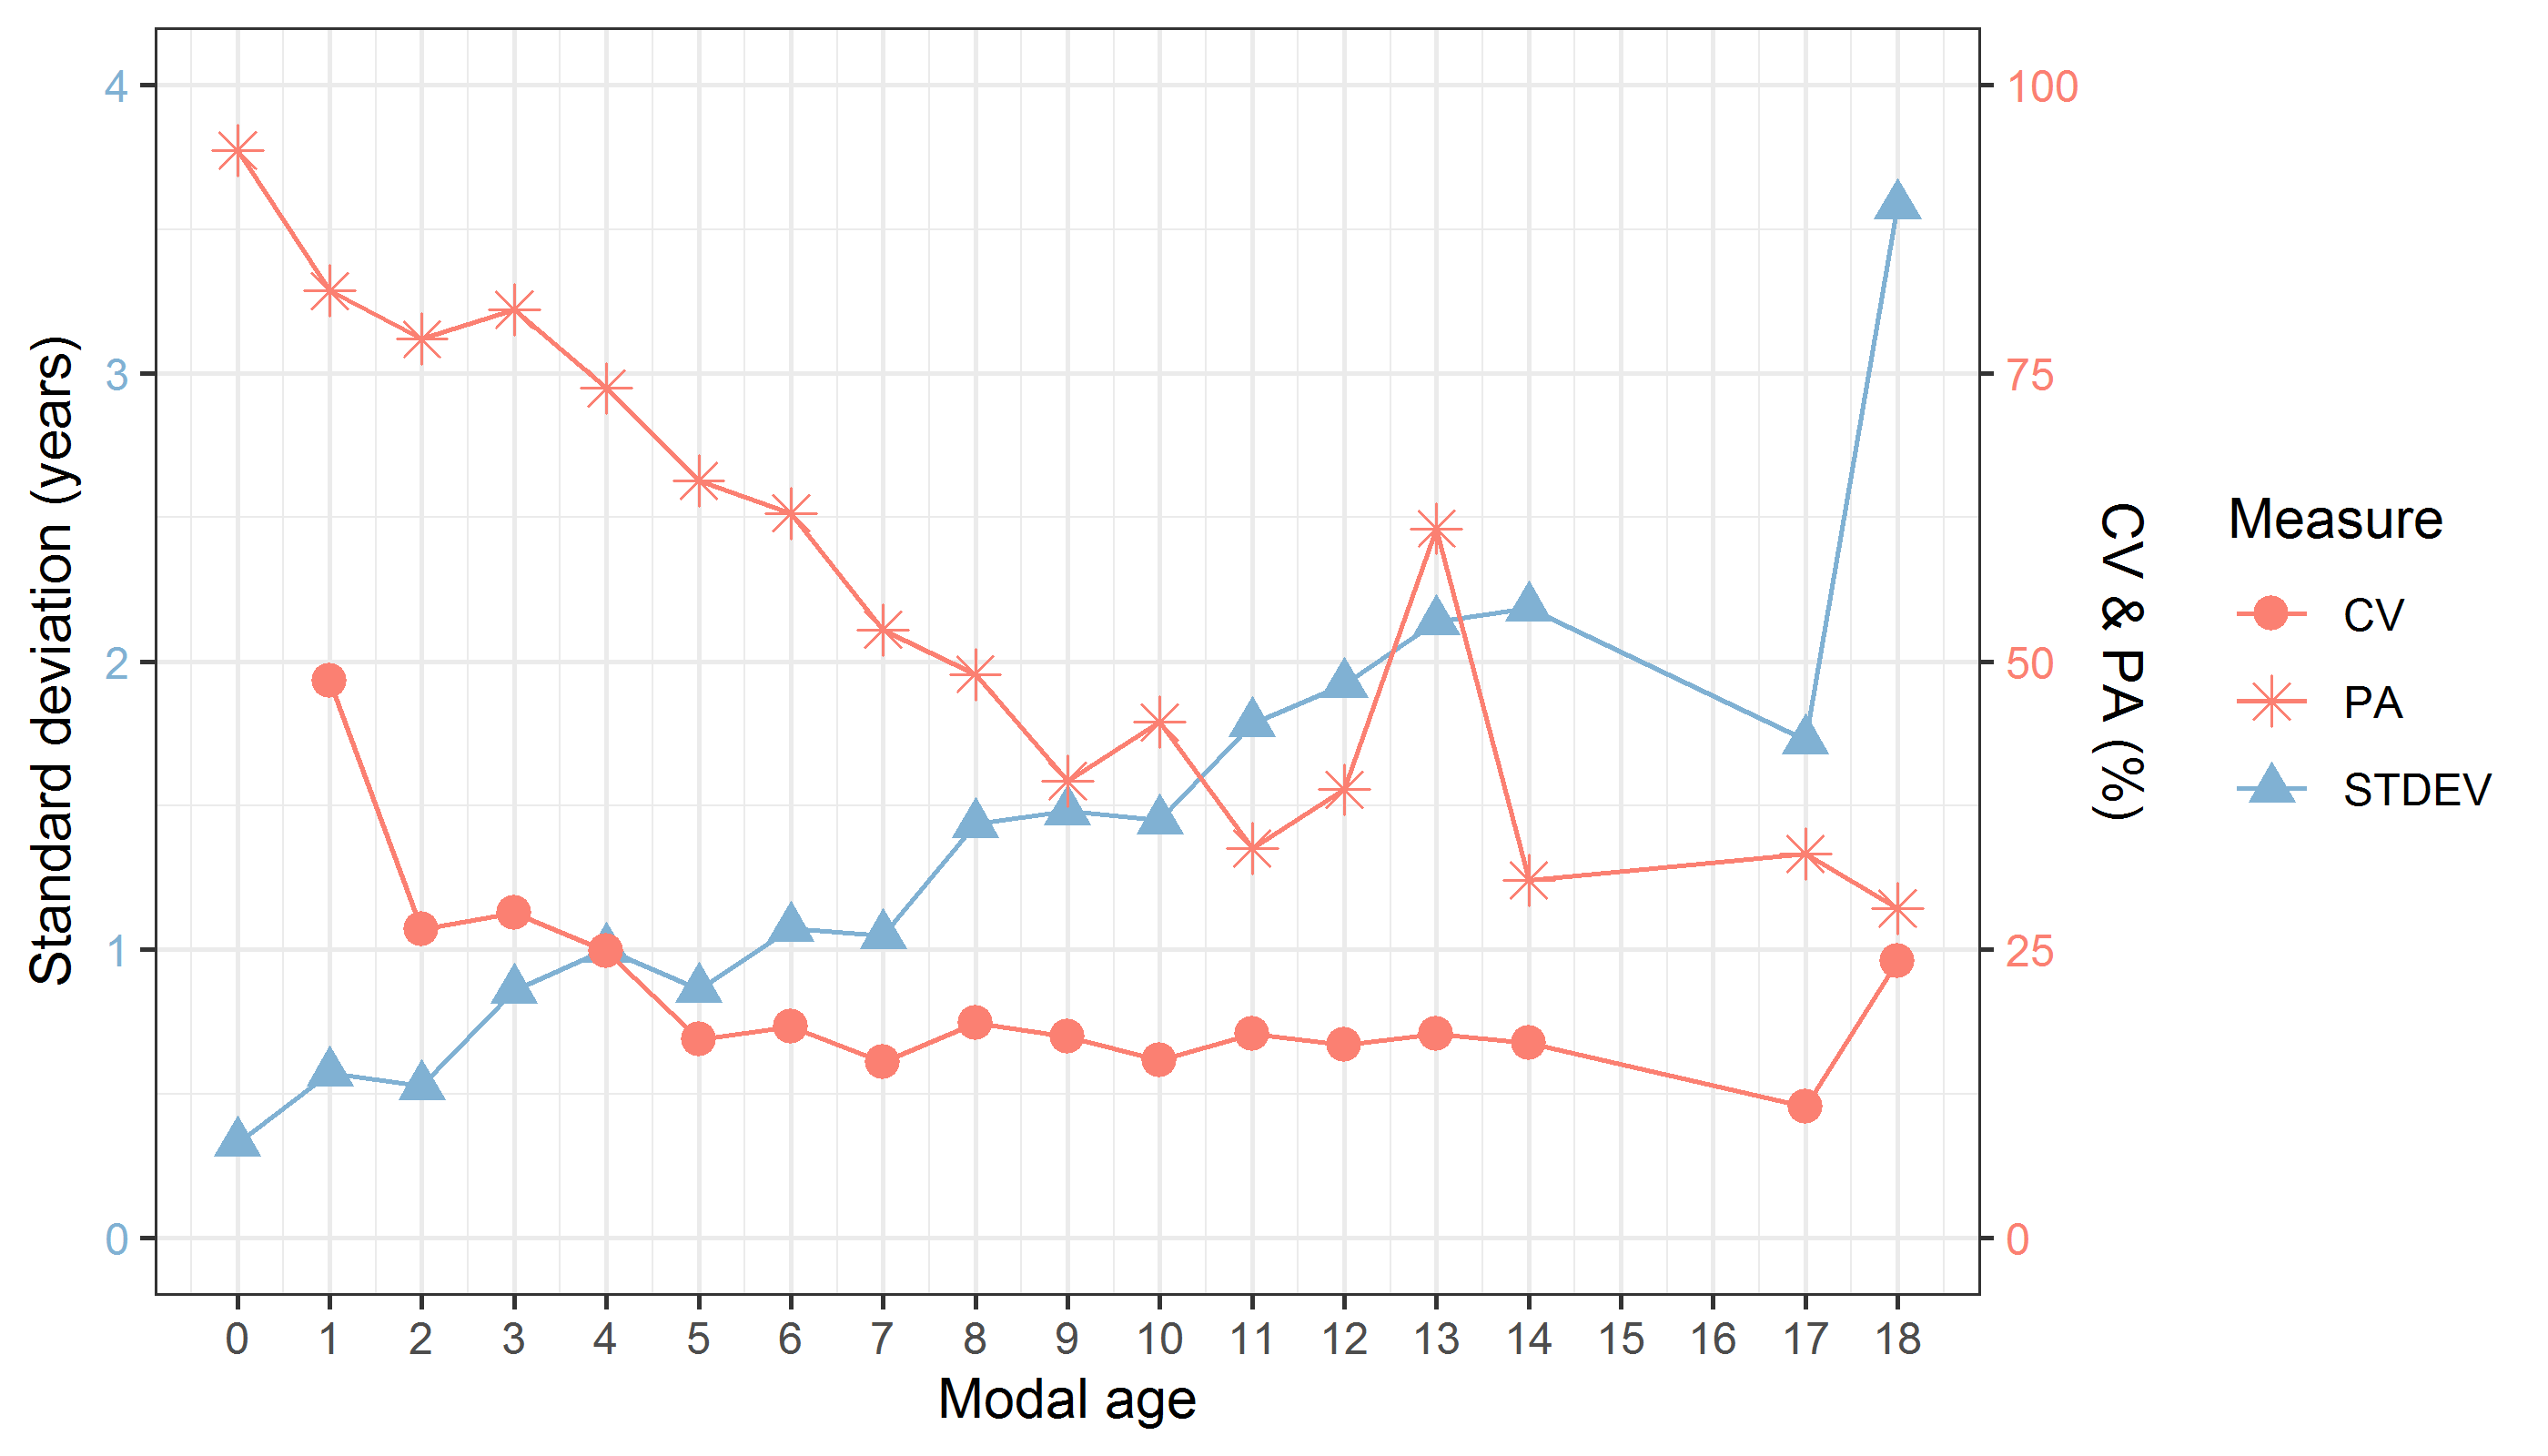 Standard deviation (years)
4
3
2
1
0
100
75
50
25
0
CV & PA (%)
0 1 2 3 4 5 6 7 8 9 10 11 12 13 14 15 16 17 18
Modal age
Measure
CV
PA
STDEV